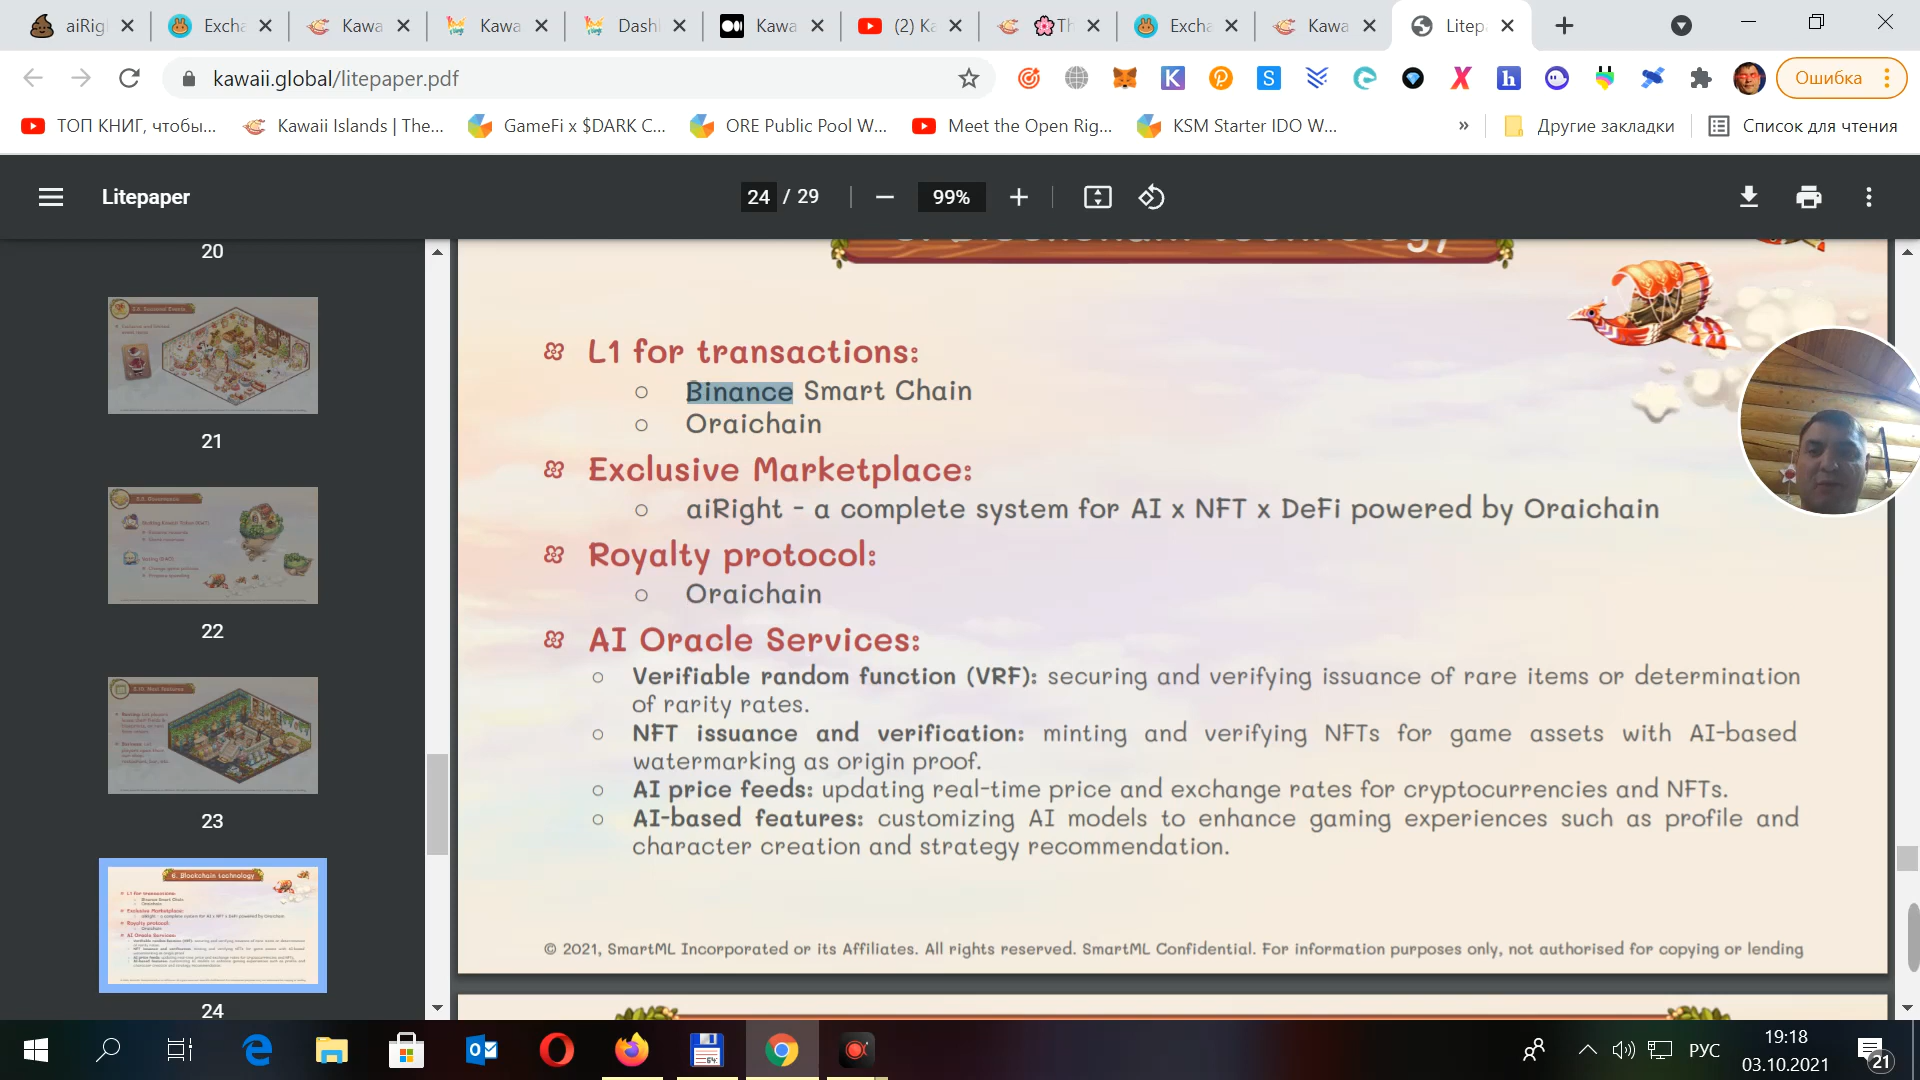 aiRig
Excha
Kawa
Kawa
Dash
Kawa
(2) Ka
🌸Th
Excha
Kawa
Litep
kawaii.global/litepaper.pdf
Ошибка
ТОП КНИГ, чтобы...
Kawaii Islands | The...
GameFi x $DARK C...
ORE Public Pool W...
Meet the Open Rig...
KSM Starter IDO W...
»
Другие закладки
Список для чтения
Litepaper
24 / 29
99%
20
21
22
23
24
L1 for transactions:
Binance Smart Chain
Oraichain
Exclusive Marketplace:
aiRight - a complete system for AI x NFT x DeFi powered by Oraichain
Royalty protocol:
Oraichain
AI Oracle Services:
Verifiable random function (VRF): securing and verifying issuance of rare items or determination
of rarity rates.
NFT issuance and verification: minting and verifying NFTs for game assets with AI-based
watermarking as origin proof.
AI price feeds: updating real-time price and exchange rates for cryptocurrencies and NFTs.
AI-based features: customizing AI models to enhance gaming experiences such as profile and
character creation and strategy recommendation.
© 2021, SmartML Incorporated or its Affiliates. All rights reserved. SmartML Confidential. For information purposes only, not authorised for copying or lending
6. Blockchain technology
РУС
19:18
03.10.2021
21